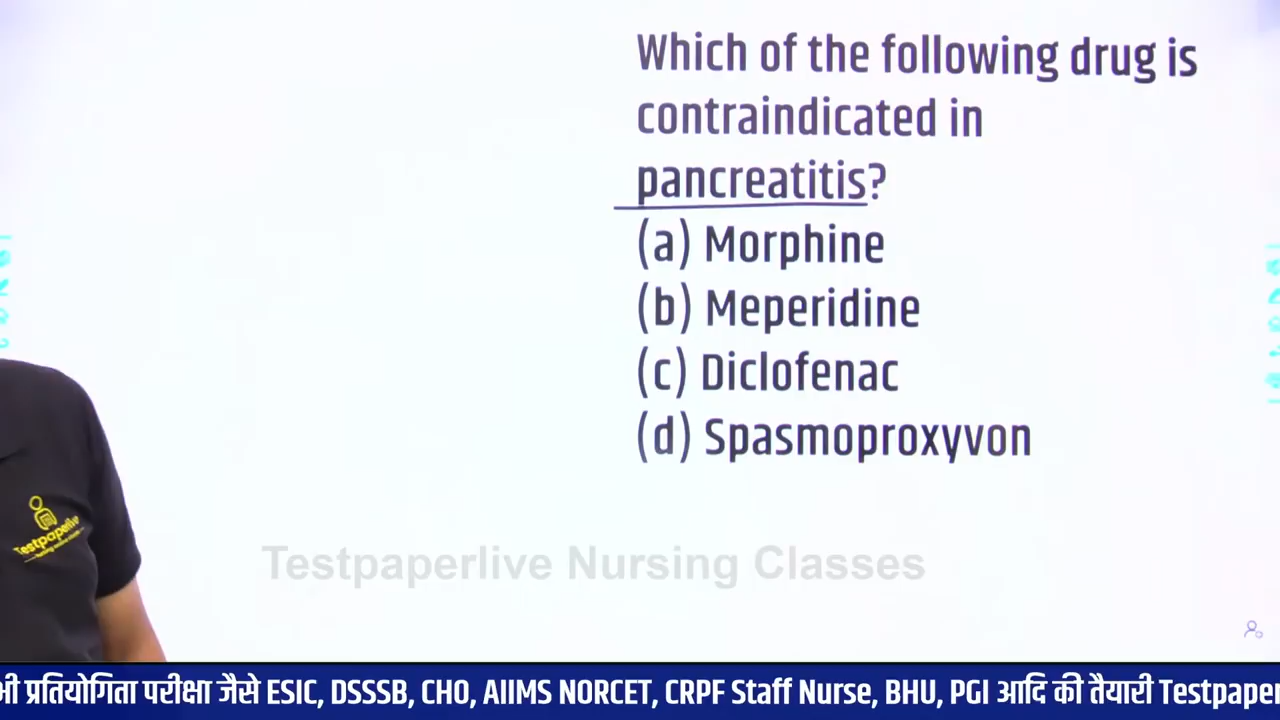 Which of the following drug is
contraindicated in
pancreatitis?
(a) Morphine
(b) Meperidine
(c) Diclofenac
(d) Spasmoproxyvon
Testpaperlive
Testpaperlive Nursing Classes
भी प्रतियोगिता परीक्षा जैसे ESIC, DSSSB, CHO, AIIMS NORCET, CRPF Staff Nurse, BHU, PGI आदि की तैयारी Testpaper